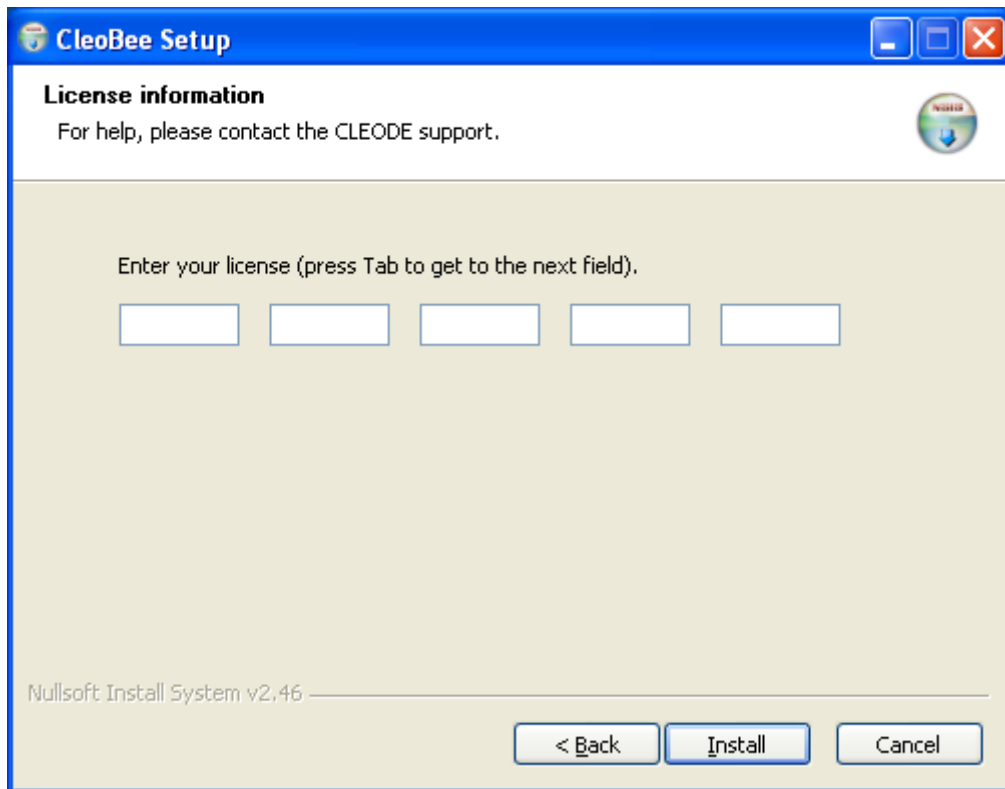 CleoBee Setup
License information
For help, please contact the CLEODE support.
Enter your license (press Tab to get to the next field).
Nullsoft Install System v2.46
< Back
Install
Cancel